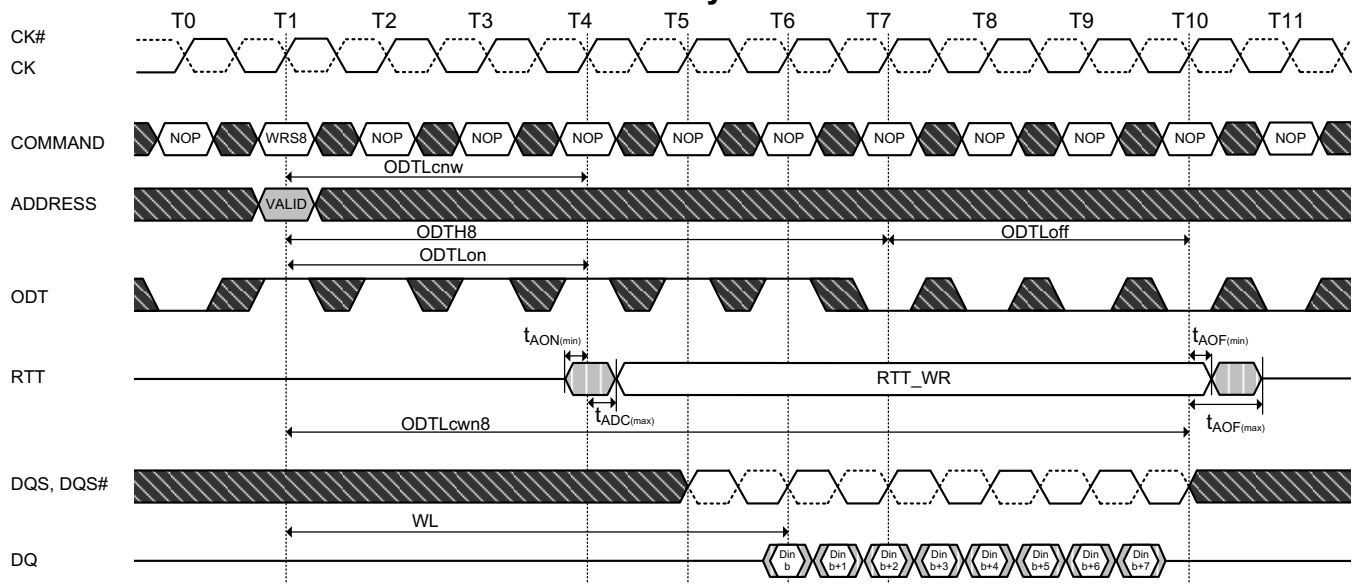 T0 T1 T2 T3 T4 T5 T6 T7 T8 T9 T10 T11
CK#
CK
COMMAND NOP WRS8 NOP NOP NOP NOP NOP NOP NOP NOP NOP NOP
ODTLcnw
ADDRESS VALID
ODTH8 ODTLoff
ODTLon
ODT
tAON(min) tAOF(min)
RTT RTT_WR
tADC(max) tAOF(max)
ODTLcwn8
DQS, DQS#
WL
DQ Din b Din b+1 Din b+2 Din b+3 Din b+4 Din b+5 Din b+6 Din b+7